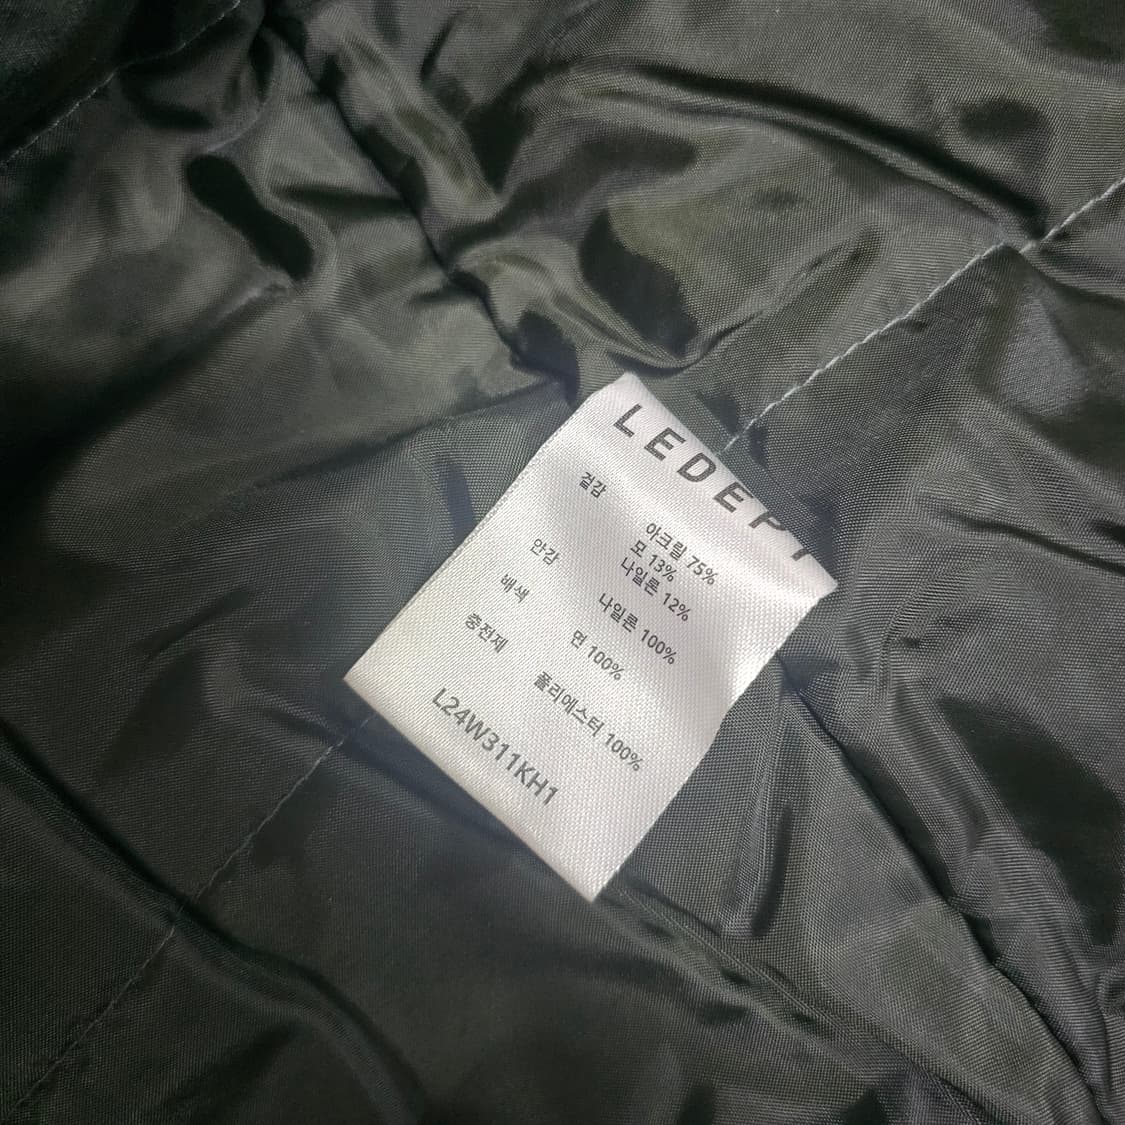 LEDEPT
겉감
아크릴 75%
모 13%
나일론 12%
안감 나일론 100%
배색 면 100%
충전제 폴리에스터 100%
L24W311KH1